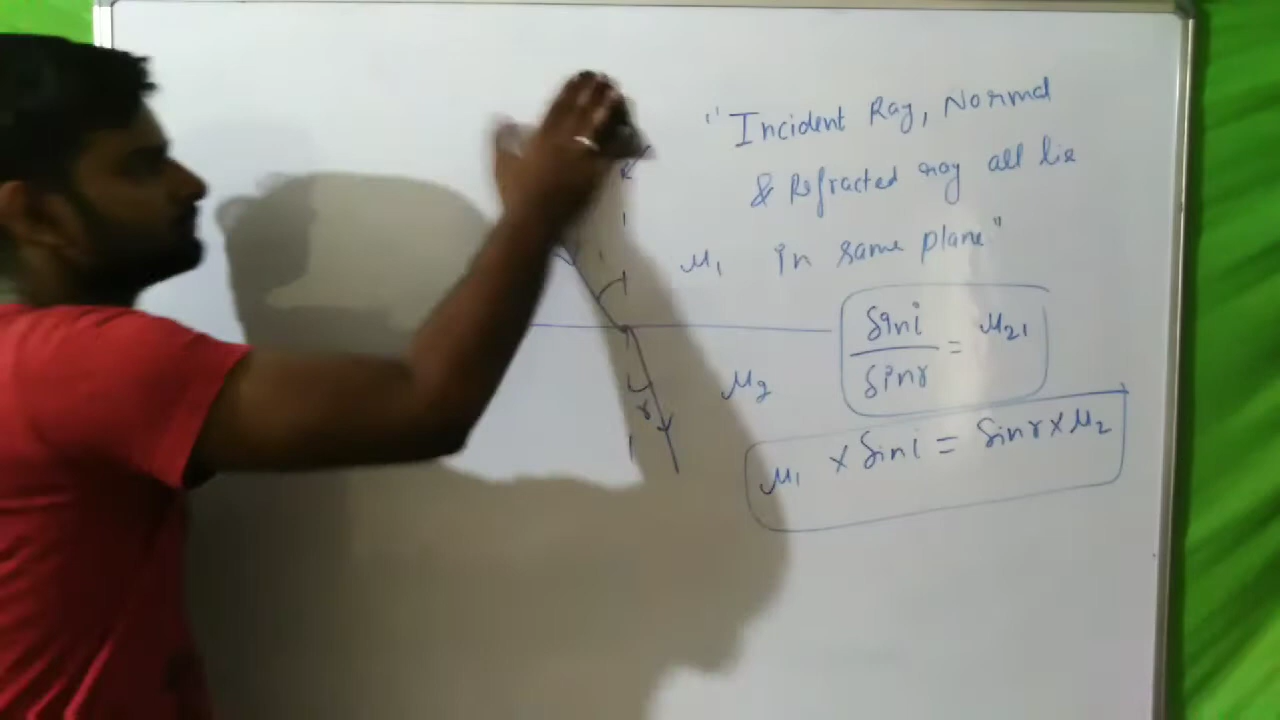 "Incident Ray, Normal
& Refracted ray all lie
in same plane"
μ₁
sini/sinr = μ₂₁
μ₂
r
μ₁ × sini = sinr × μ₂